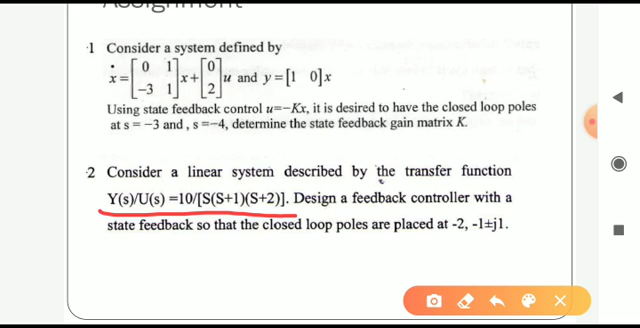 Assignment
1 Consider a system defined by
ẋ = [0 1; −3 1] x + [0; 2] u and y = [1 0] x
Using state feedback control u=−Kx, it is desired to have the closed loop poles
at s = −3 and , s =−4, determine the state feedback gain matrix K.
2 Consider a linear system described by the transfer function
Y(s)/U(s) =10/[S(S+1)(S+2)]. Design a feedback controller with a
state feedback so that the closed loop poles are placed at -2, -1±j1.